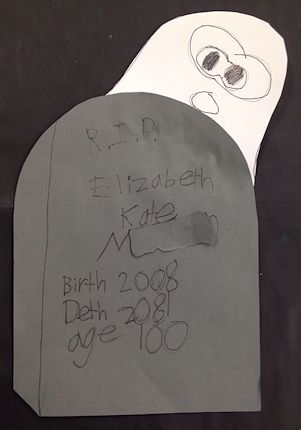 R.I.P.
Elizabeth
Kate
M
Birth 2008
Deth 2081
age 100